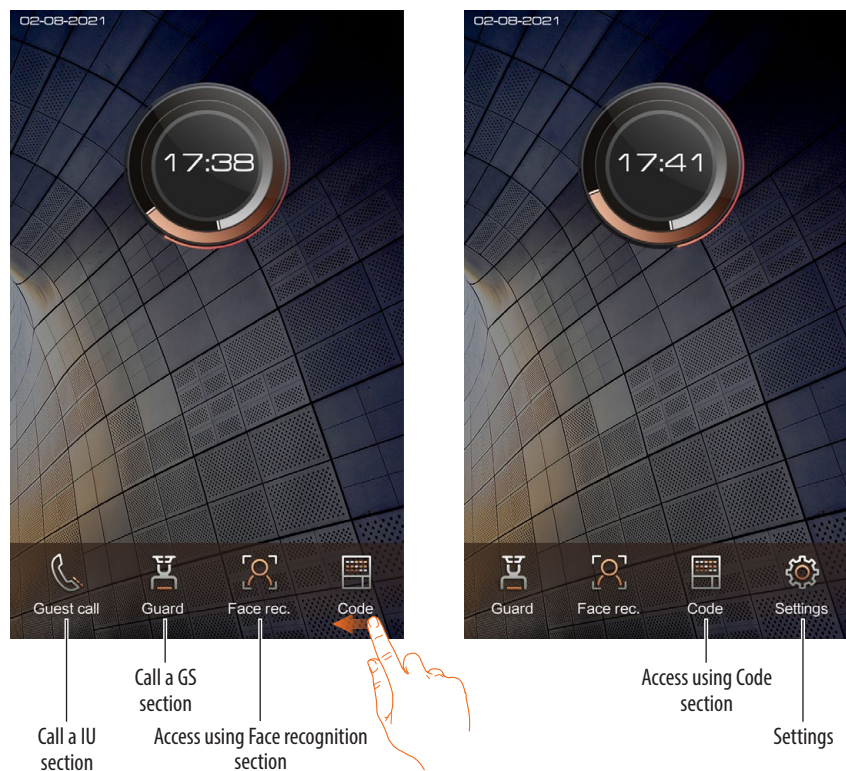 02-08-2021
17:38
Guest call
Guard
Face rec.
Code
Call a GS
section
Call a IU
section
Access using Face recognition
section
02-08-2021
17:41
Guard
Face rec.
Code
Settings
Access using Code
section
Settings